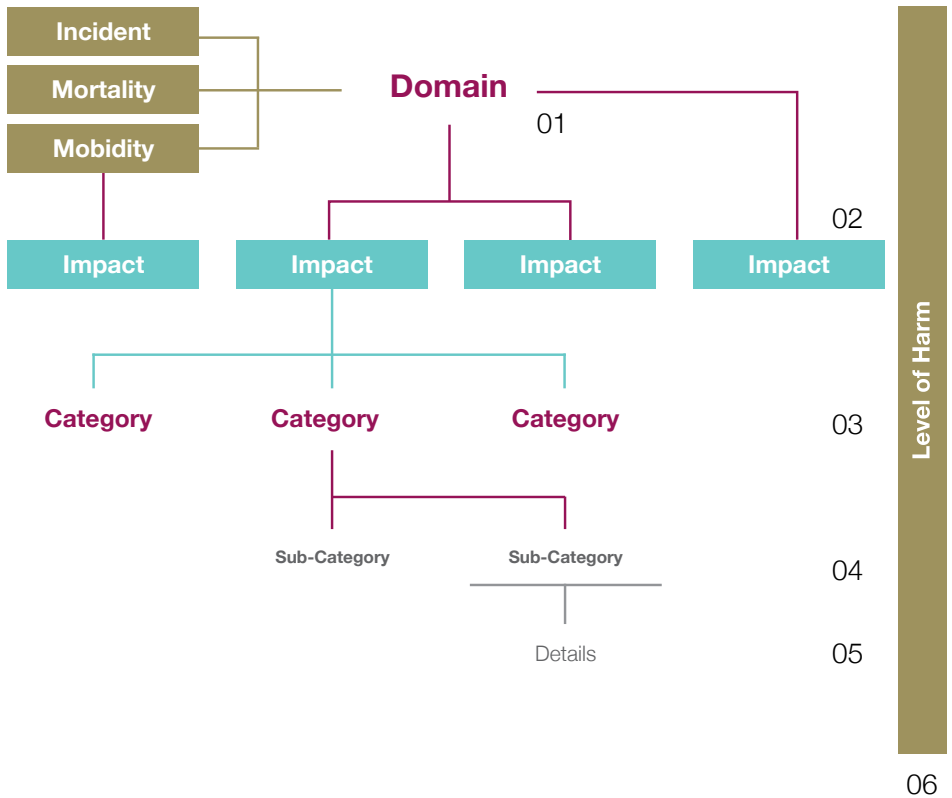 Incident
Mortality
Mobidity
Domain
01
02
Impact
Impact
Impact
Impact
Category
Category
Category
03
Sub-Category
Sub-Category
04
Details
05
Level of Harm
06